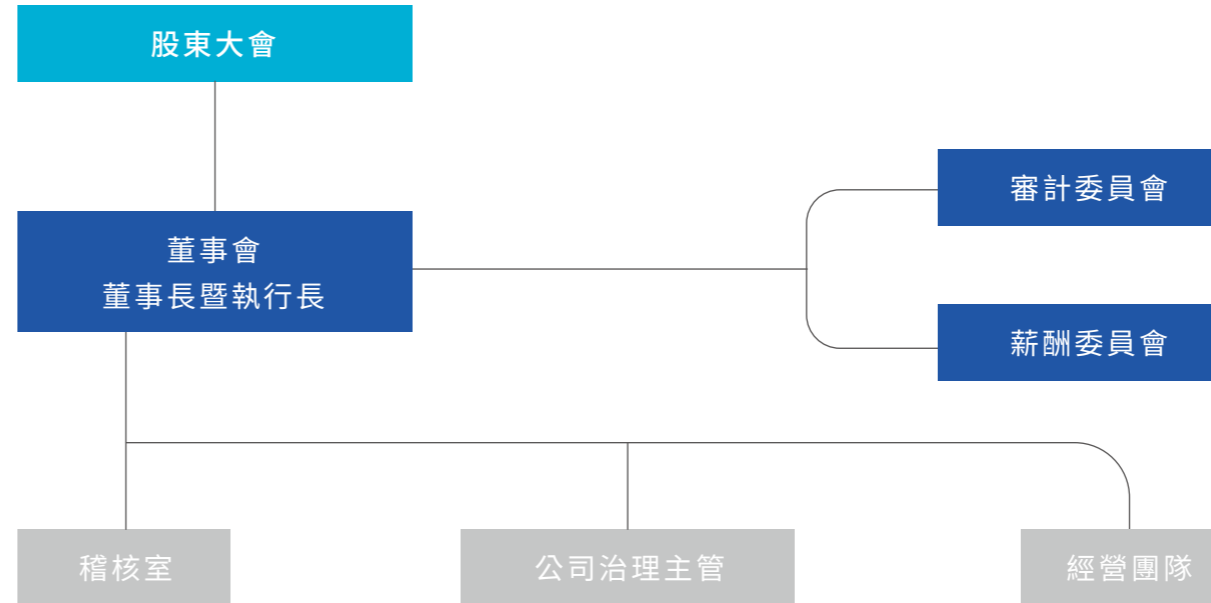 股東大會
審計委員會
董事會
董事長暨執行長
薪酬委員會
稽核室
公司治理主管
經營團隊